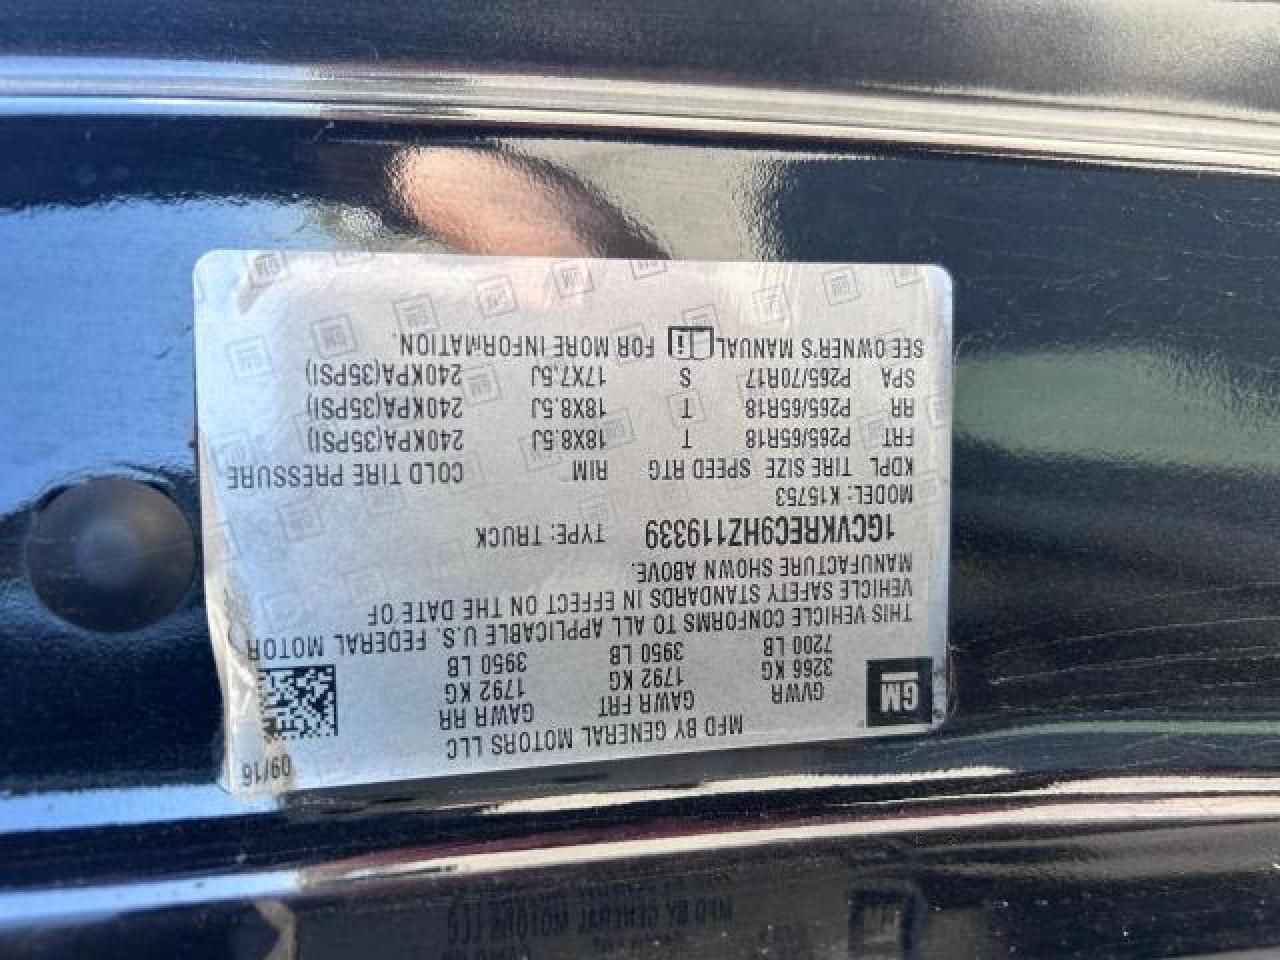 09/16
MFD BY GENERAL MOTORS LLC
GM
GVWR GAWR FRT GAWR RR
3266 KG 1792 KG 1792 KG
7200 LB 3950 LB 3950 LB
THIS VEHICLE CONFORMS TO ALL APPLICABLE U.S. FEDERAL MOTOR
VEHICLE SAFETY STANDARDS IN EFFECT ON THE DATE OF
MANUFACTURE SHOWN ABOVE.
1GCVKREC9HZ119339 TYPE: TRUCK
MODEL: K15753
KDPL TIRE SIZE SPEED RTG RIM COLD TIRE PRESSURE
FRT P265/65R18 T 18X8.5J 240KPA(35PSI)
RR P265/65R18 T 18X8.5J 240KPA(35PSI)
SPA P265/70R17 S 17X7.5J 240KPA(35PSI)
SEE OWNER'S MANUAL i FOR MORE INFORMATION.